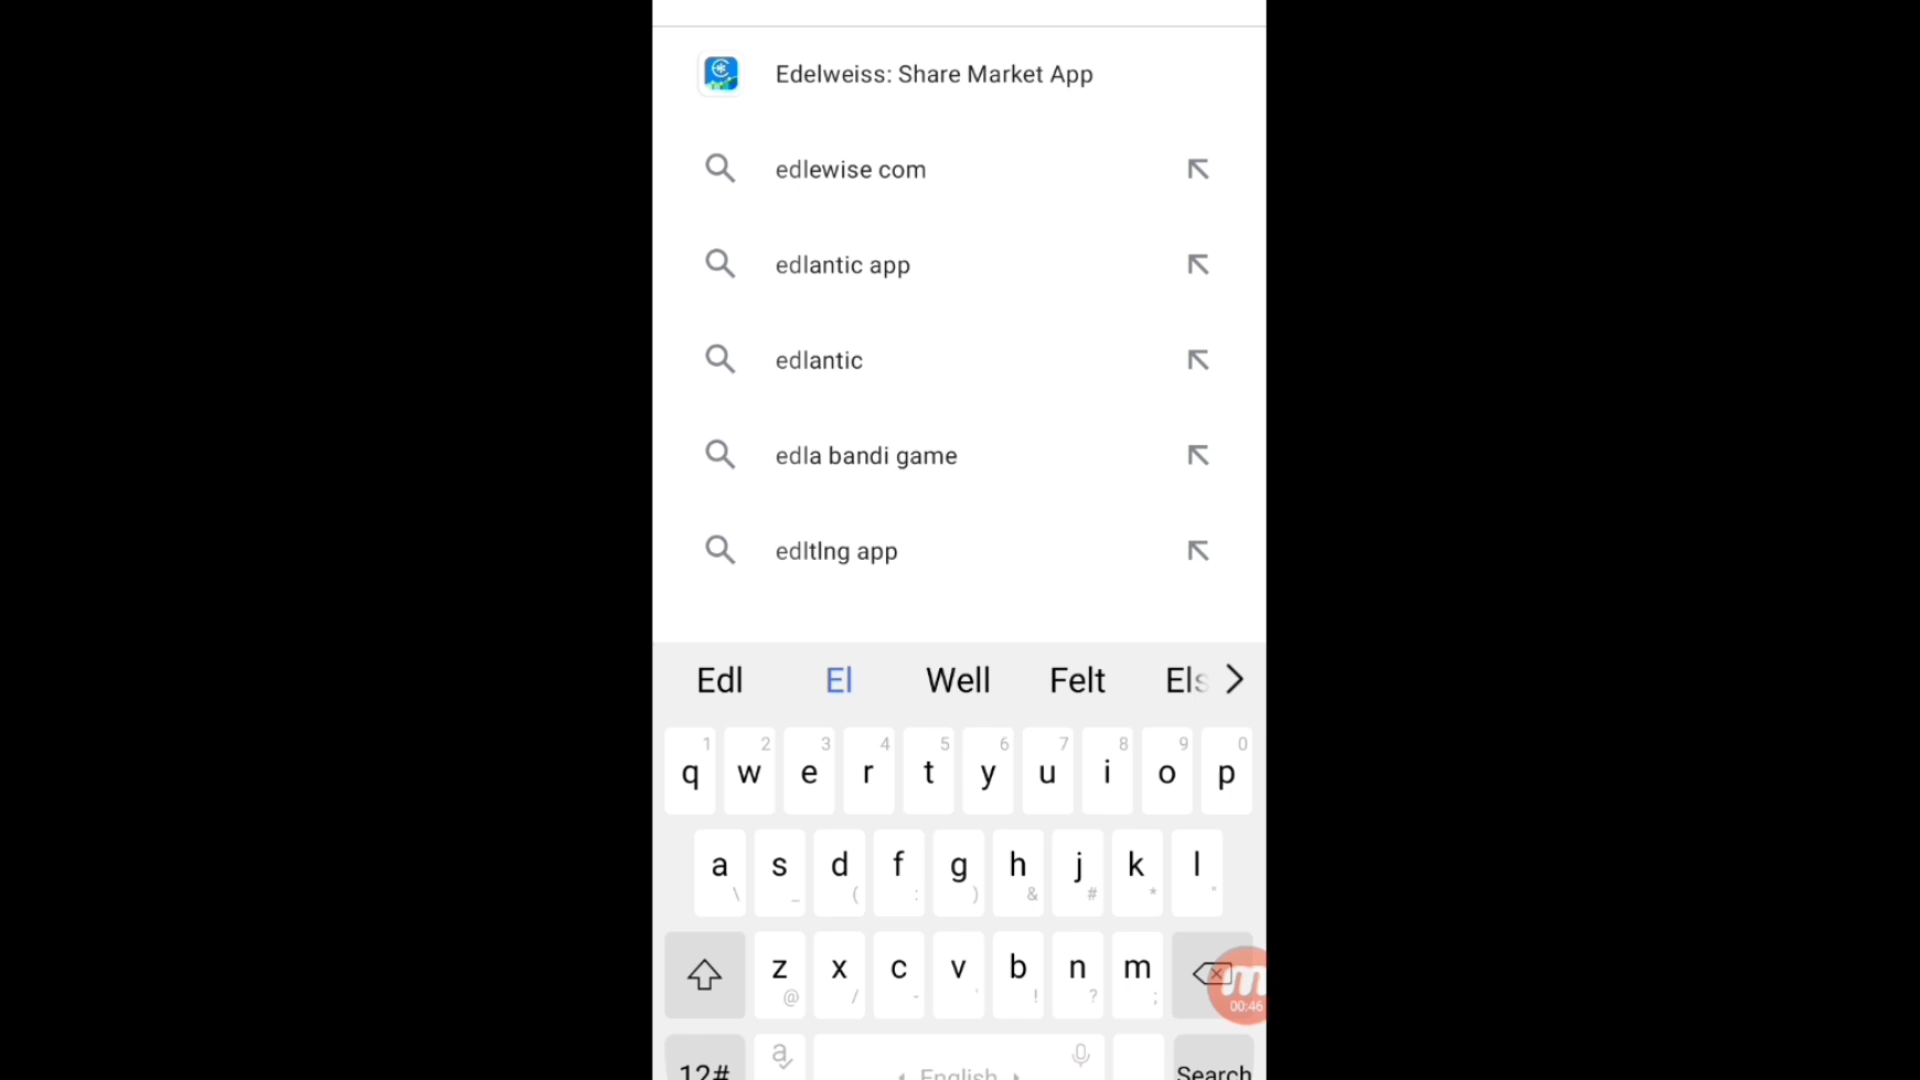 Edelweiss: Share Market App
edlewise com
edlantic app
edlantic
edla bandi game
edltlng app
Edl El Well Felt Els
1 2 3 4 5 6 7 8 9 0
q w e r t y u i o p
a s d f g h j k l
\ _ ( : ) & # * "
z x c v b n m
@ / - ' ! ? ;
00:46
a
12# English Search